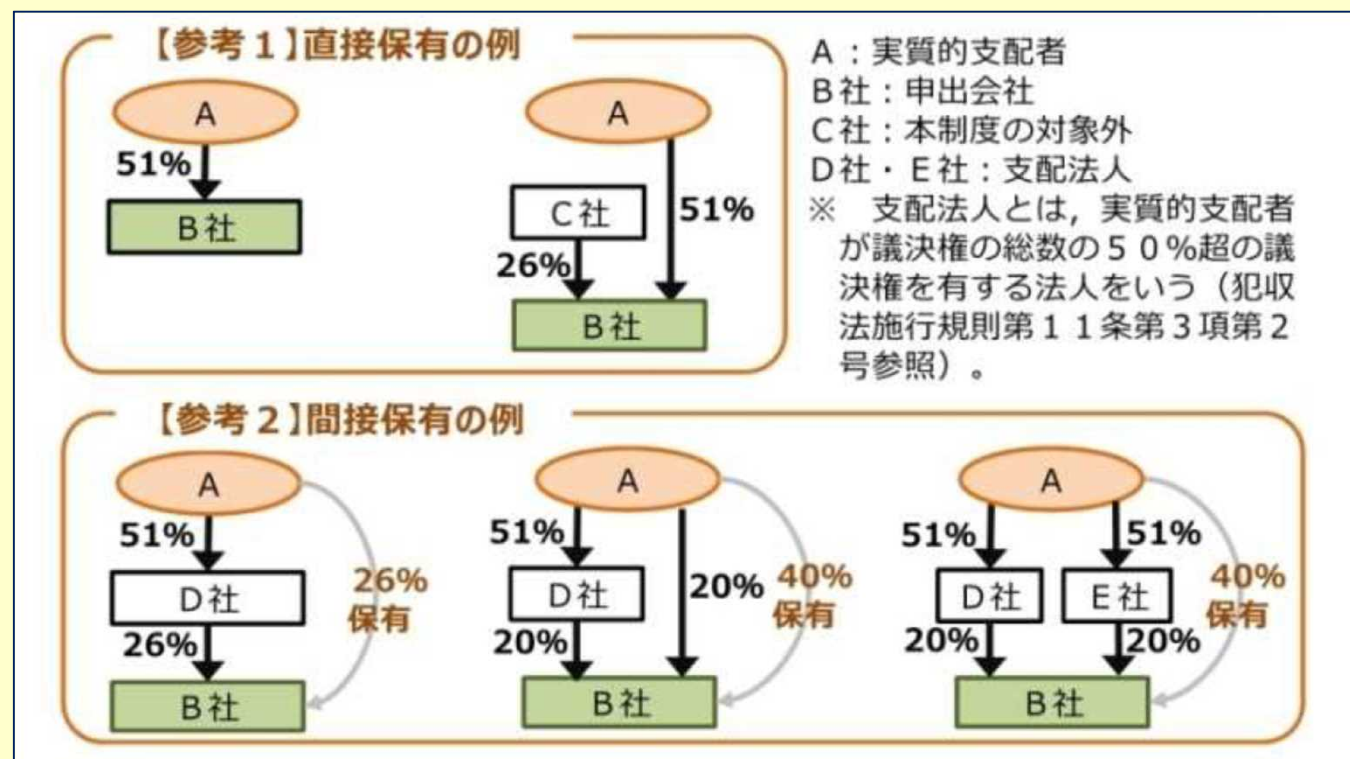 【参考１】直接保有の例
A
51%
B社
A
C社
51%
26%
B社
A：実質的支配者
B社：申出会社
C社：本制度の対象外
D社・E社：支配法人
※　支配法人とは，実質的支配者
が議決権の総数の５０％超の議
決権を有する法人をいう（犯収
法施行規則第１１条第３項第２
号参照）。
【参考２】間接保有の例
A
51%
D社
26%
保有
26%
B社
A
51%
D社
20%
40%
保有
20%
B社
A
51%
51%
D社
E社
40%
保有
20%
20%
B社